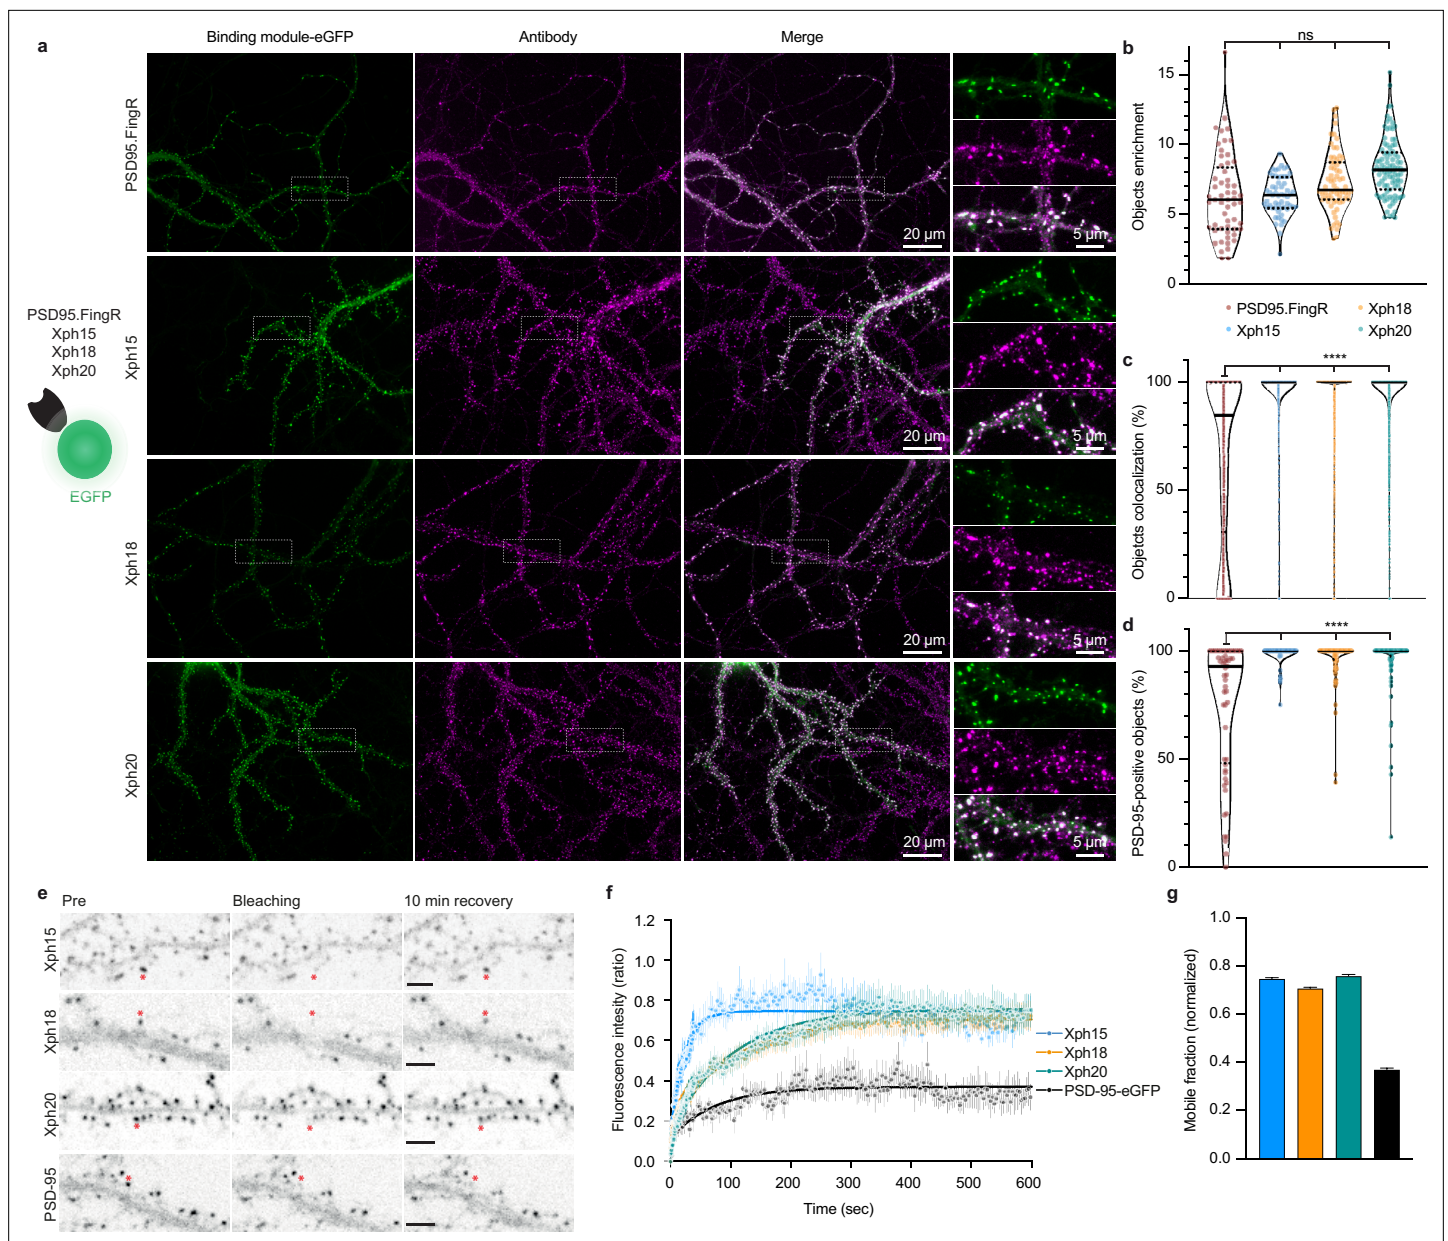 a
Binding module-eGFP
Antibody
Merge
PSD95.FingR
20 µm
5 µm
Xph15
20 µm
5 µm
Xph18
20 µm
5 µm
Xph20
20 µm
5 µm
PSD95.FingR
Xph15
Xph18
Xph20
EGFP
b
ns
Objects enrichment
15
10
5
0
PSD95.FingR
Xph15
Xph18
Xph20
c
****
Objetcts colocalization (%)
100
50
0
d
****
PSD-95-positive objects (%)
100
50
0
e
Pre
Bleaching
10 min recovery
Xph15
*
*
*
Xph18
*
*
*
Xph20
*
*
*
PSD-95
*
*
*
f
Fluorescence intesity (ratio)
1.2
1.0
0.8
0.6
0.4
0.2
0.0
0
100
200
300
400
500
600
Time (sec)
Xph15
Xph18
Xph20
PSD-95-eGFP
g
Mobile fraction (normalized)
1.0
0.8
0.6
0.4
0.2
0.0